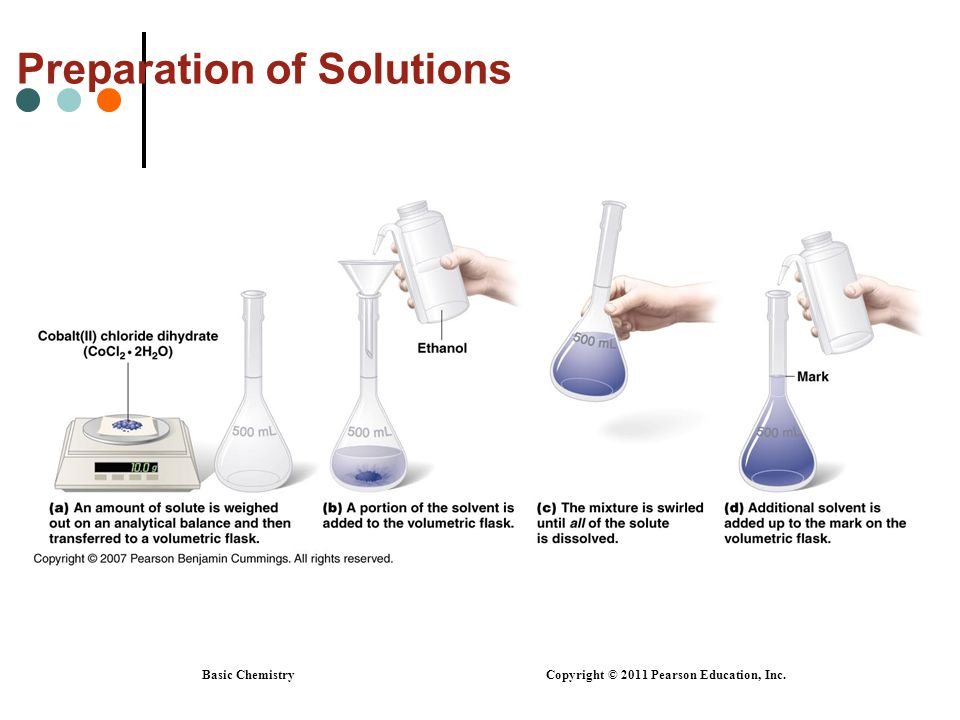 Preparation of Solutions
Cobalt(II) chloride dihydrate
(CoCl₂•2H₂O)
10.0 g
500 mL
Ethanol
500 mL
500 mL
Mark
500 mL
(a) An amount of solute is weighed
out on an analytical balance and then
transferred to a volumetric flask.
(b) A portion of the solvent is
added to the volumetric flask.
(c) The mixture is swirled
until all of the solute
is dissolved.
(d) Additional solvent is
added up to the mark on the
volumetric flask.
Copyright © 2007 Pearson Benjamin Cummings. All rights reserved.
Basic Chemistry
Copyright © 2011 Pearson Education, Inc.